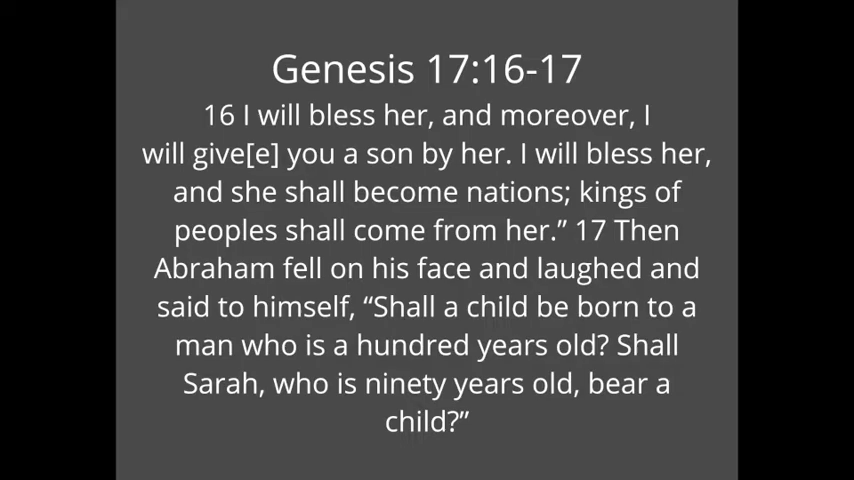 Genesis 17:16-17
16 I will bless her, and moreover, I
will give[e] you a son by her. I will bless her,
and she shall become nations; kings of
peoples shall come from her.” 17 Then
Abraham fell on his face and laughed and
said to himself, “Shall a child be born to a
man who is a hundred years old? Shall
Sarah, who is ninety years old, bear a
child?”